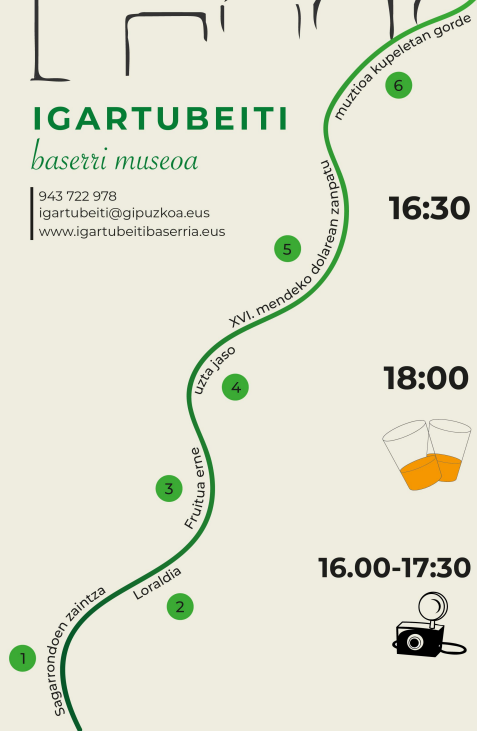 muztioa kupeletan gorde
6
IGARTUBEITI
baserri museoa
943 722 978
igartubeiti@gipuzkoa.eus
www.igartubeitibaserria.eus
16:30
5
XVI. mendeko dolarean zanpatu
uzta jaso
4
18:00
Fruitua erne
3
16.00-17:30
Loraldia
2
Sagarrondoen zaintza
1